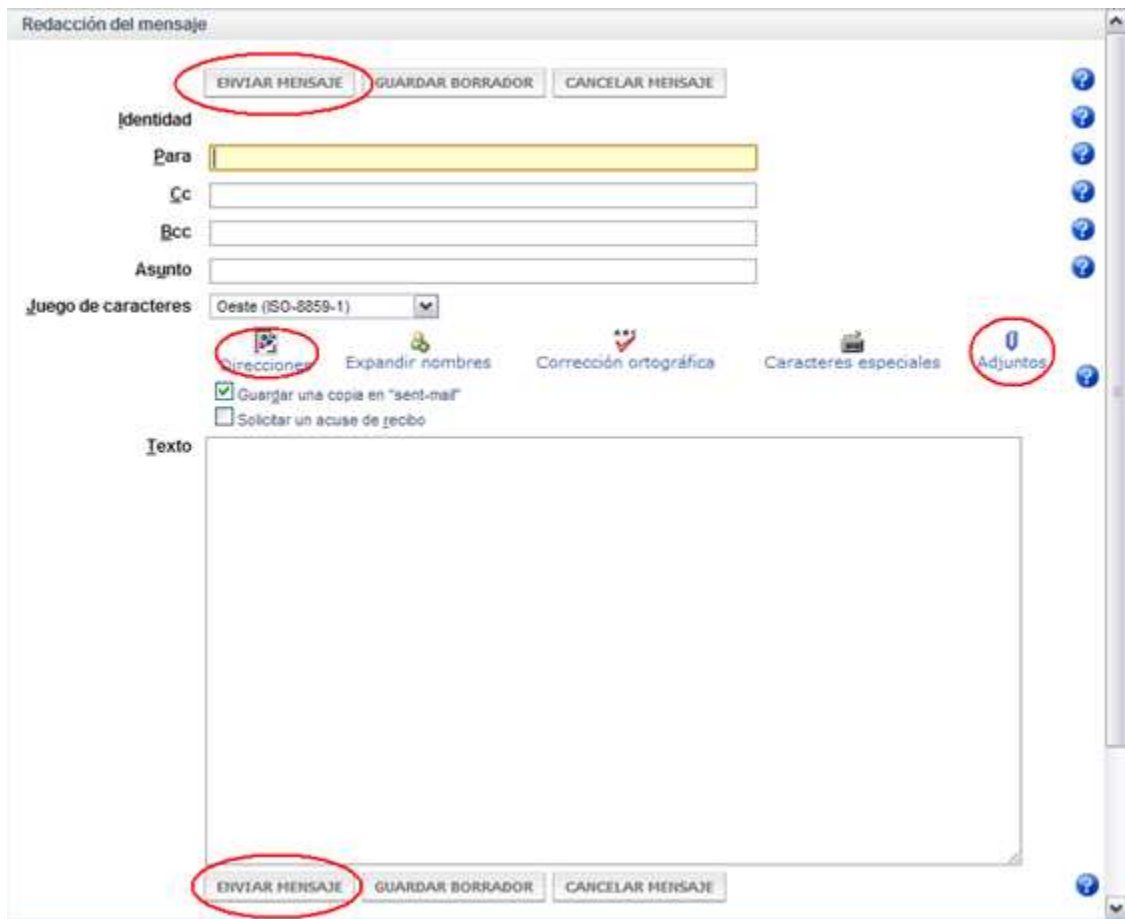 Redacción del mensaje
ENVIAR MENSAJE GUARDAR BORRADOR CANCELAR MENSAJE
Identidad
Para
Cc
Bcc
Asunto
Juego de caracteres Oeste (ISO-8859-1)
Direcciones Expandir nombres Corrección ortográfica Caracteres especiales Adjuntos
Guardar una copia en "sent-mail"
Solicitar un acuse de recibo
Texto
ENVIAR MENSAJE GUARDAR BORRADOR CANCELAR MENSAJE